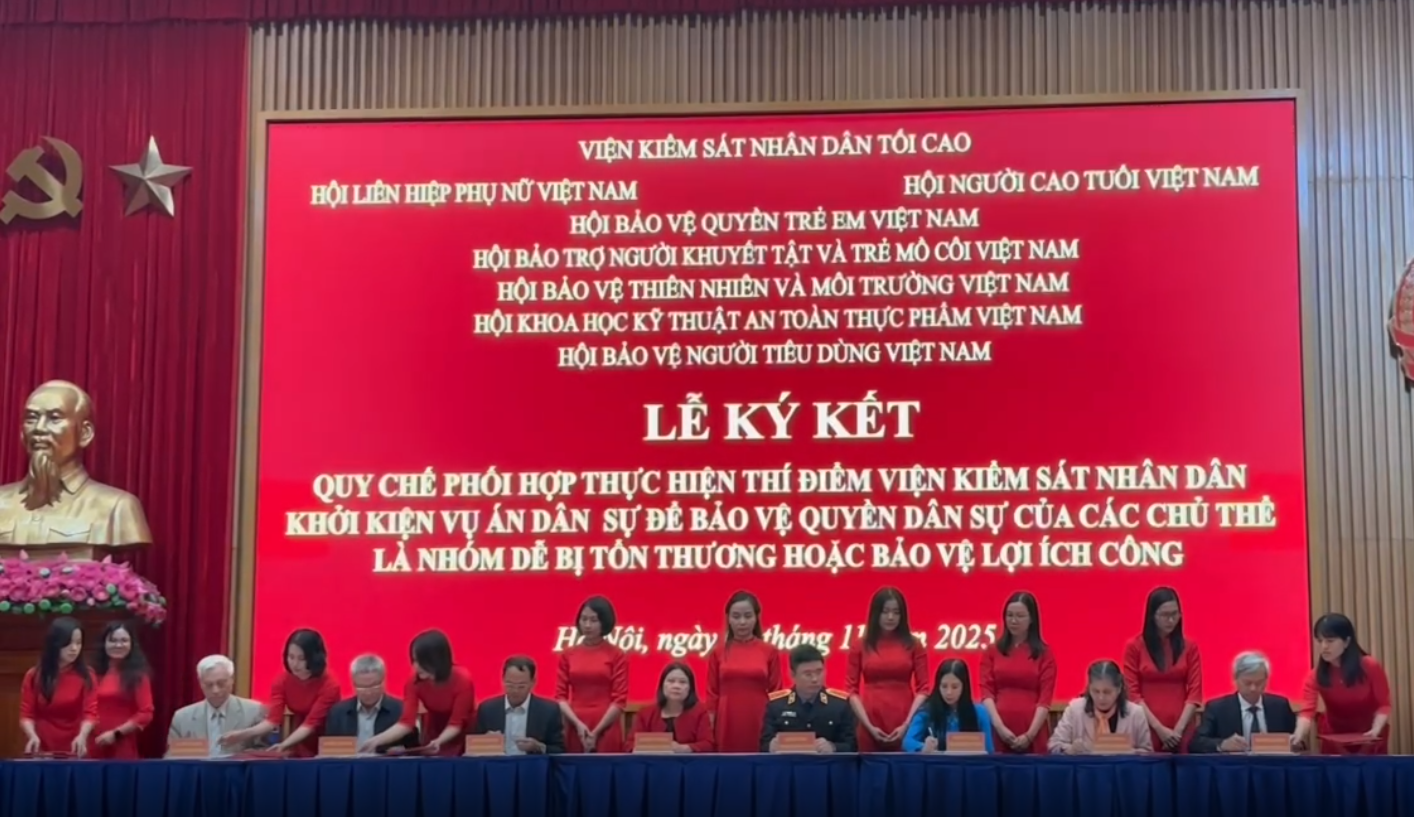 VIỆN KIỂM SÁT NHÂN DÂN TỐI CAO
HỘI LIÊN HIỆP PHỤ NỮ VIỆT NAM HỘI NGƯỜI CAO TUỔI VIỆT NAM
HỘI BẢO VỆ QUYỀN TRẺ EM VIỆT NAM
HỘI BẢO TRỢ NGƯỜI KHUYẾT TẬT VÀ TRẺ MỒ CÔI VIỆT NAM
HỘI BẢO VỆ THIÊN NHIÊN VÀ MÔI TRƯỜNG VIỆT NAM
HỘI KHOA HỌC KỸ THUẬT AN TOÀN THỰC PHẨM VIỆT NAM
HỘI BẢO VỆ NGƯỜI TIÊU DÙNG VIỆT NAM
LỄ KÝ KẾT
QUY CHẾ PHỐI HỢP THỰC HIỆN THÍ ĐIỂM VIỆN KIỂM SÁT NHÂN DÂN
KHỞI KIỆN VỤ ÁN DÂN SỰ ĐỂ BẢO VỆ QUYỀN DÂN SỰ CỦA CÁC CHỦ THỂ
LÀ NHÓM DỄ BỊ TỔN THƯƠNG HOẶC BẢO VỆ LỢI ÍCH CÔNG
Hà Nội, ngày tháng 2025